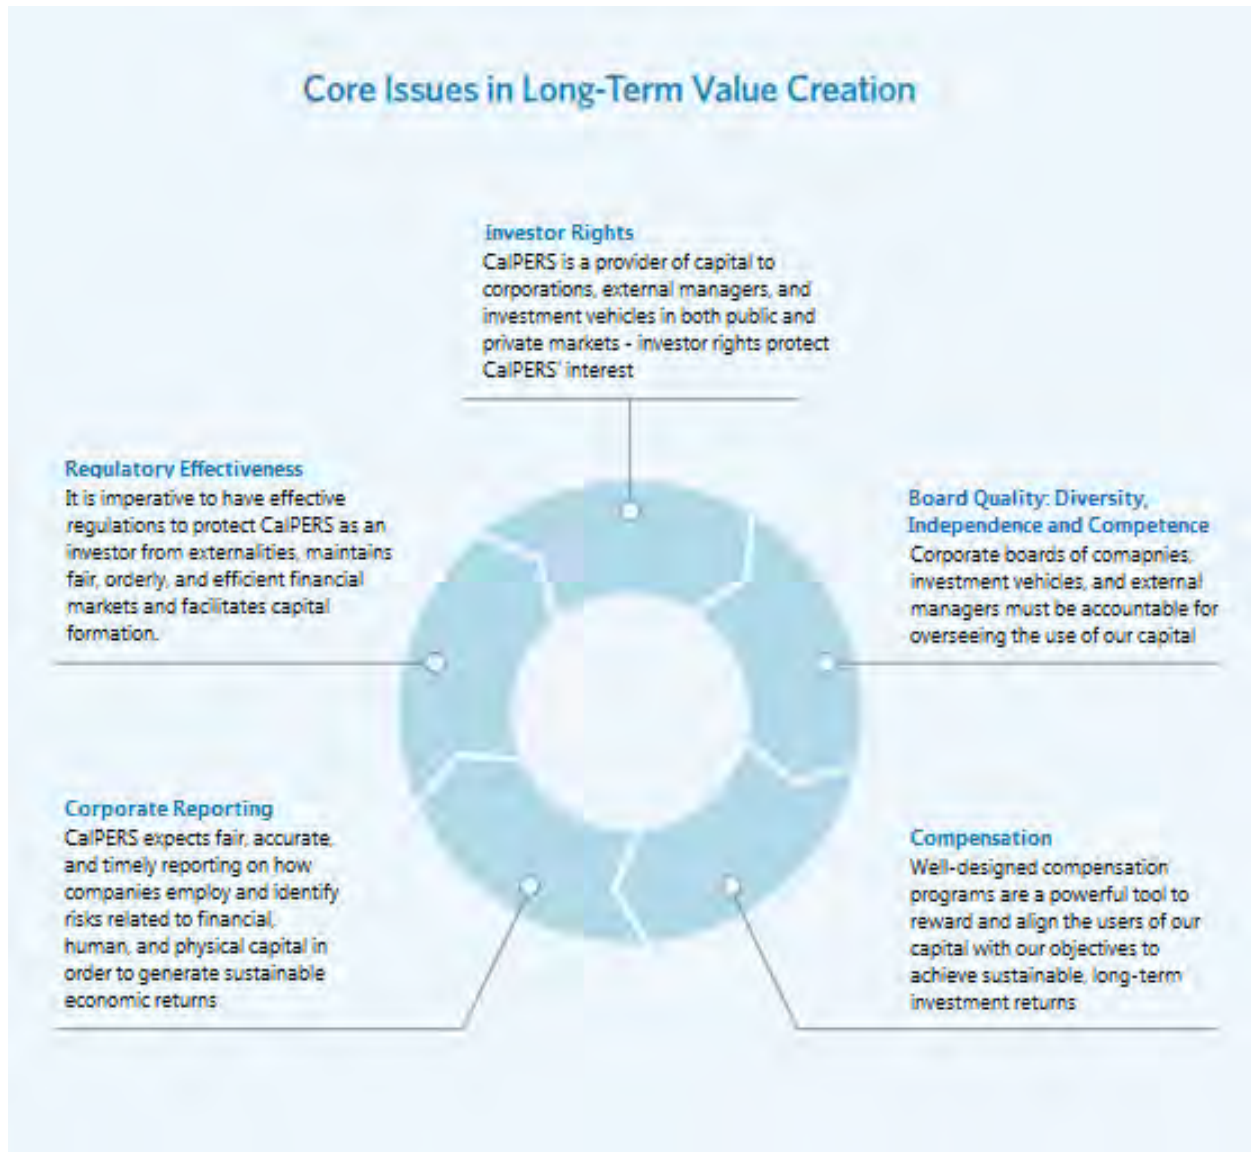 Core Issues in Long-Term Value Creation
Investor Rights
CalPERS is a provider of capital to
corporations, external managers, and
investment vehicles in both public and
private markets - investor rights protect
CalPERS' interest
Regulatory Effectiveness
It is imperative to have effective
regulations to protect CalPERS as an
investor from externalities, maintains
fair, orderly, and efficient financial
markets and facilitates capital
formation.
Board Quality: Diversity,
Independence and Competence
Corporate boards of comapnies,
investment vehicles, and external
managers must be accountable for
overseeing the use of our capital
Corporate Reporting
CalPERS expects fair, accurate,
and timely reporting on how
companies employ and identify
risks related to financial,
human, and physical capital in
order to generate sustainable
economic returns
Compensation
Well-designed compensation
programs are a powerful tool to
reward and align the users of our
capital with our objectives to
achieve sustainable, long-term
investment returns